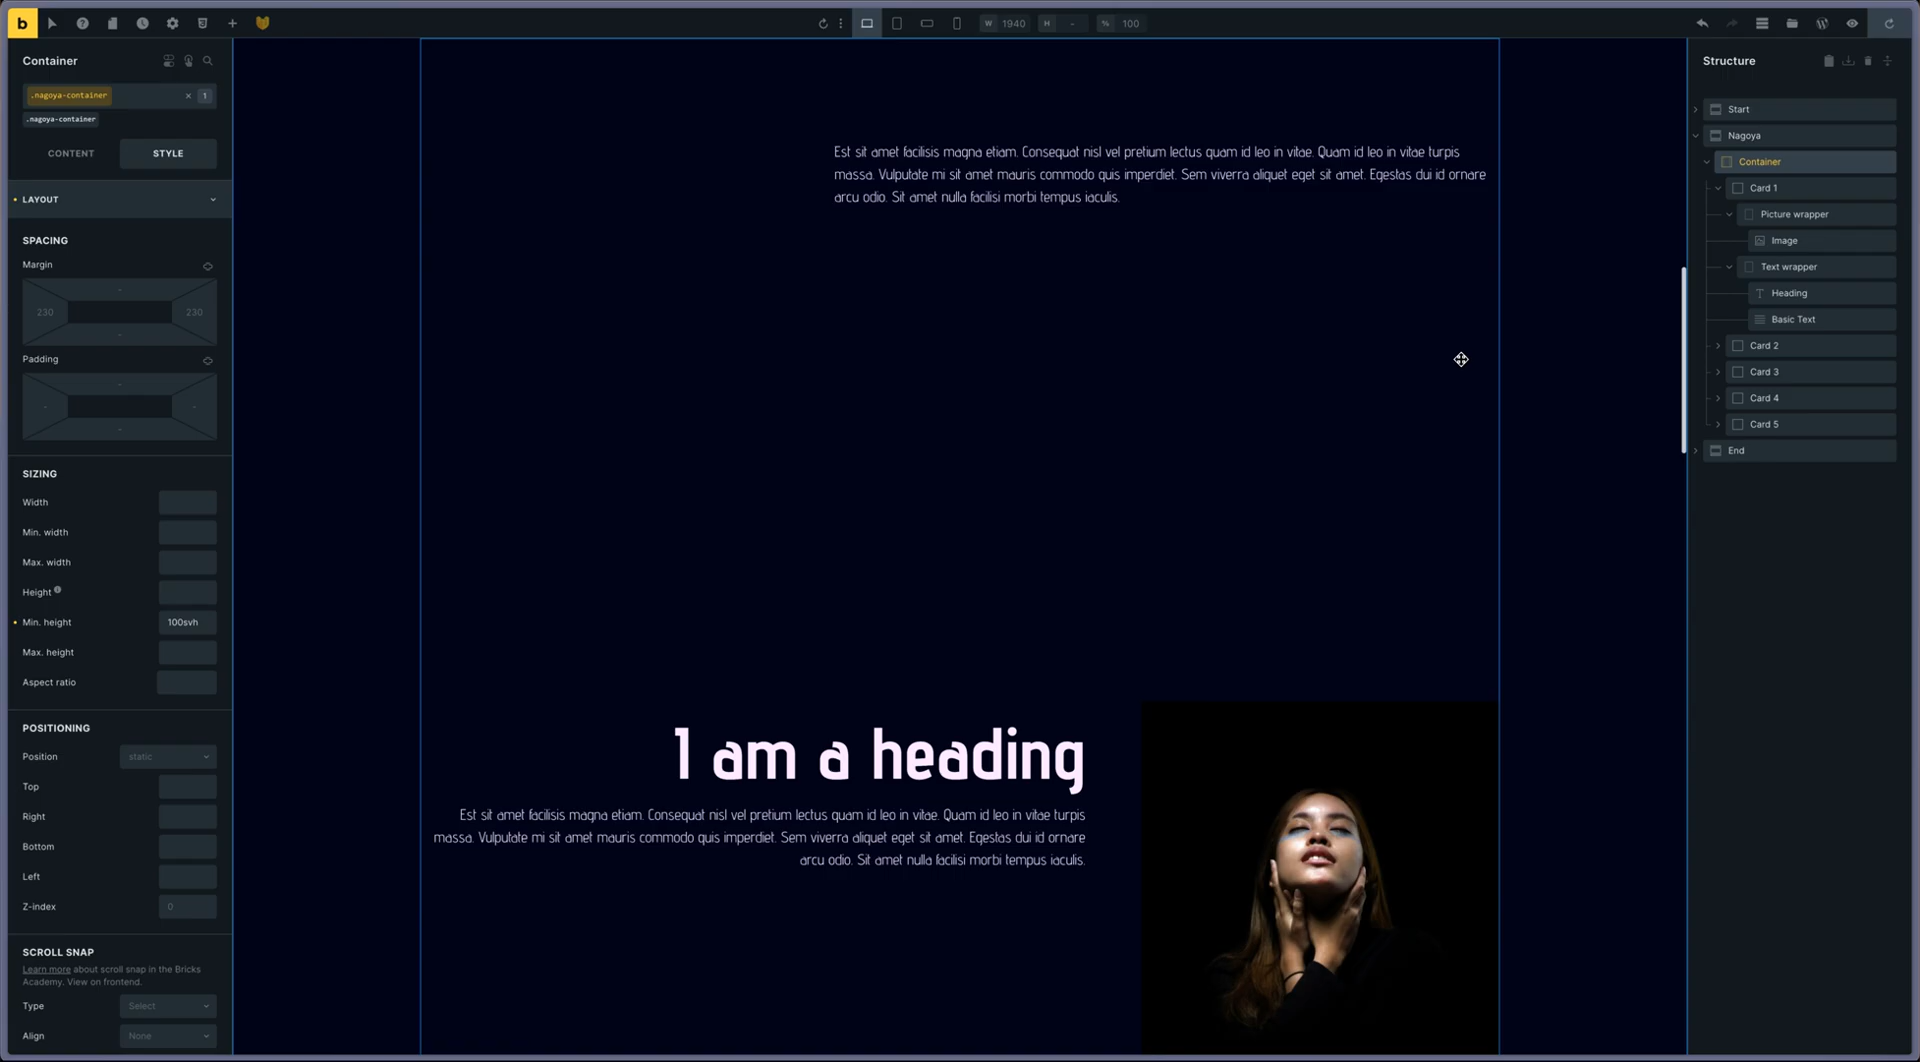 b
W 1940 H - % 100
Container
.nagoya-container × 1
.nagoya-container
CONTENT STYLE
LAYOUT
SPACING
Margin
-
230 230
-
Padding
-
- -
-
SIZING
Width
Min. width
Max. width
Height
Min. height 100svh
Max. height
Aspect ratio
POSITIONING
Position static
Top
Right
Bottom
Left
Z-index 0
SCROLL SNAP
Learn more about scroll snap in the Bricks
Academy. View on frontend.
Type Select
Align None
Est sit amet facilisis magna etiam. Consequat nisl vel pretium lectus quam id leo in vitae. Quam id leo in vitae turpis
massa. Vulputate mi sit amet mauris commodo quis imperdiet. Sem viverra aliquet eget sit amet. Egestas dui id ornare
arcu odio. Sit amet nulla facilisi morbi tempus iaculis.
I am a heading
Est sit amet facilisis magna etiam. Consequat nisl vel pretium lectus quam id leo in vitae. Quam id leo in vitae turpis
massa. Vulputate mi sit amet mauris commodo quis imperdiet. Sem viverra aliquet eget sit amet. Egestas dui id ornare
arcu odio. Sit amet nulla facilisi morbi tempus iaculis.
Structure
Start
Nagoya
Container
Card 1
Picture wrapper
Image
Text wrapper
Heading
Basic Text
Card 2
Card 3
Card 4
Card 5
End